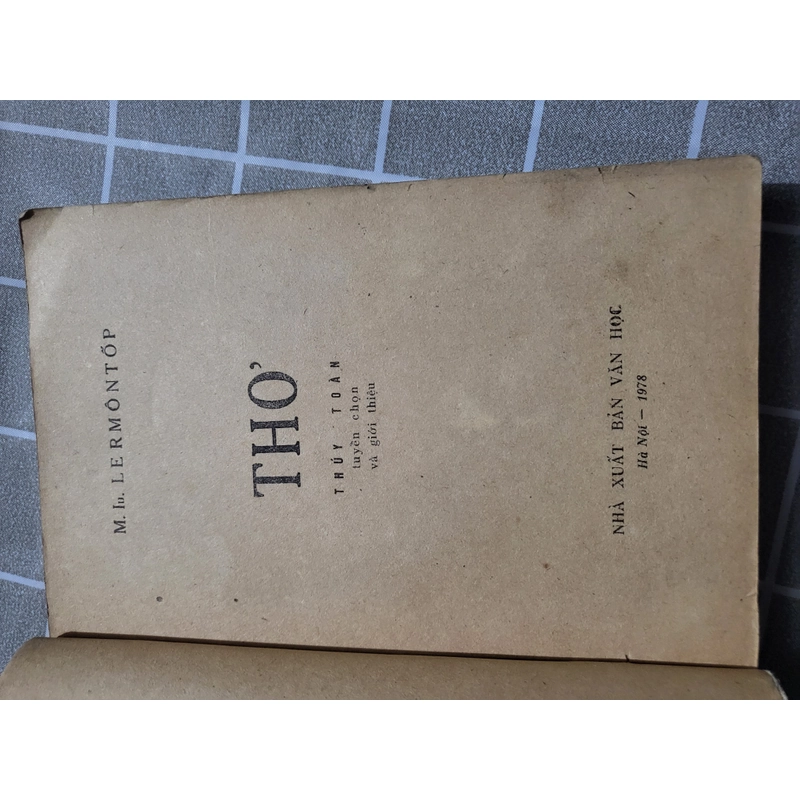 M. Iu. LERMÔNTỐP
THƠ
THÚY TOÀN
tuyển chọn
và giới thiệu
NHÀ XUẤT BẢN VĂN HỌC
Hà Nội — 1978